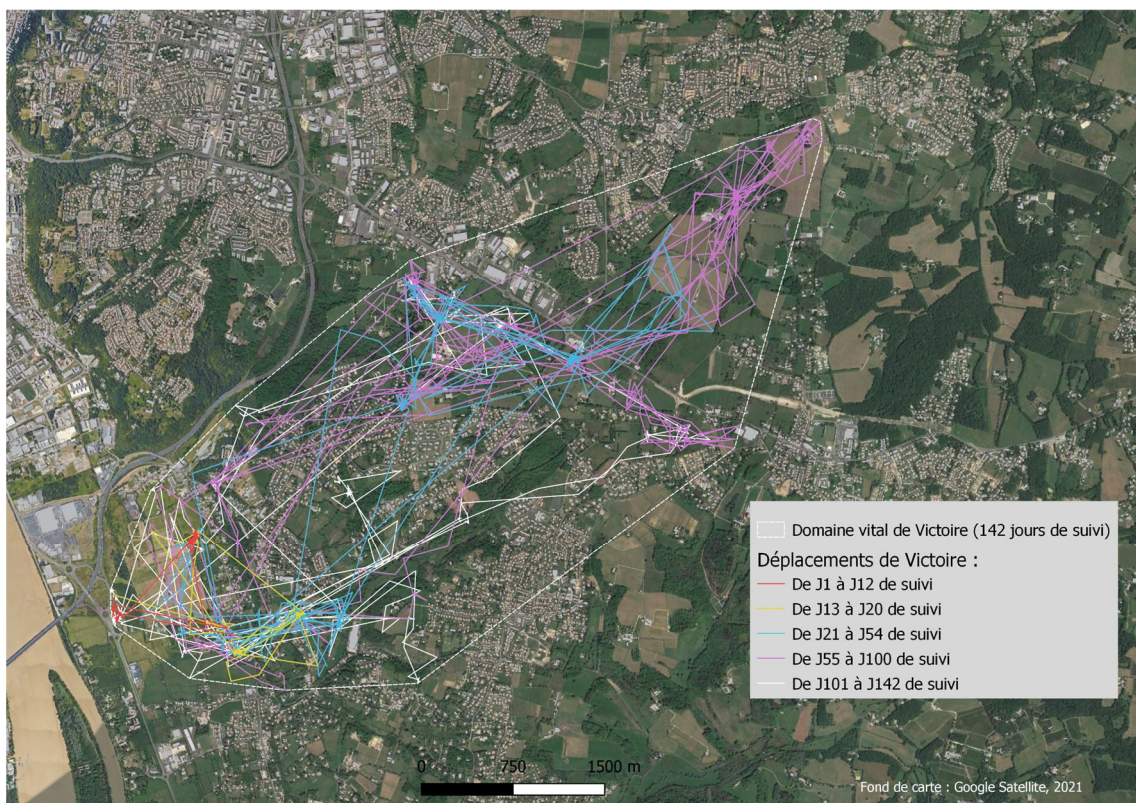 Domaine vital de Victoire (142 jours de suivi)
Déplacements de Victoire :
De J1 à J12 de suivi
De J13 à J20 de suivi
De J21 à J54 de suivi
De J55 à J100 de suivi
De J101 à J142 de suivi
0 750 1500 m
Fond de carte : Google Satellite, 2021